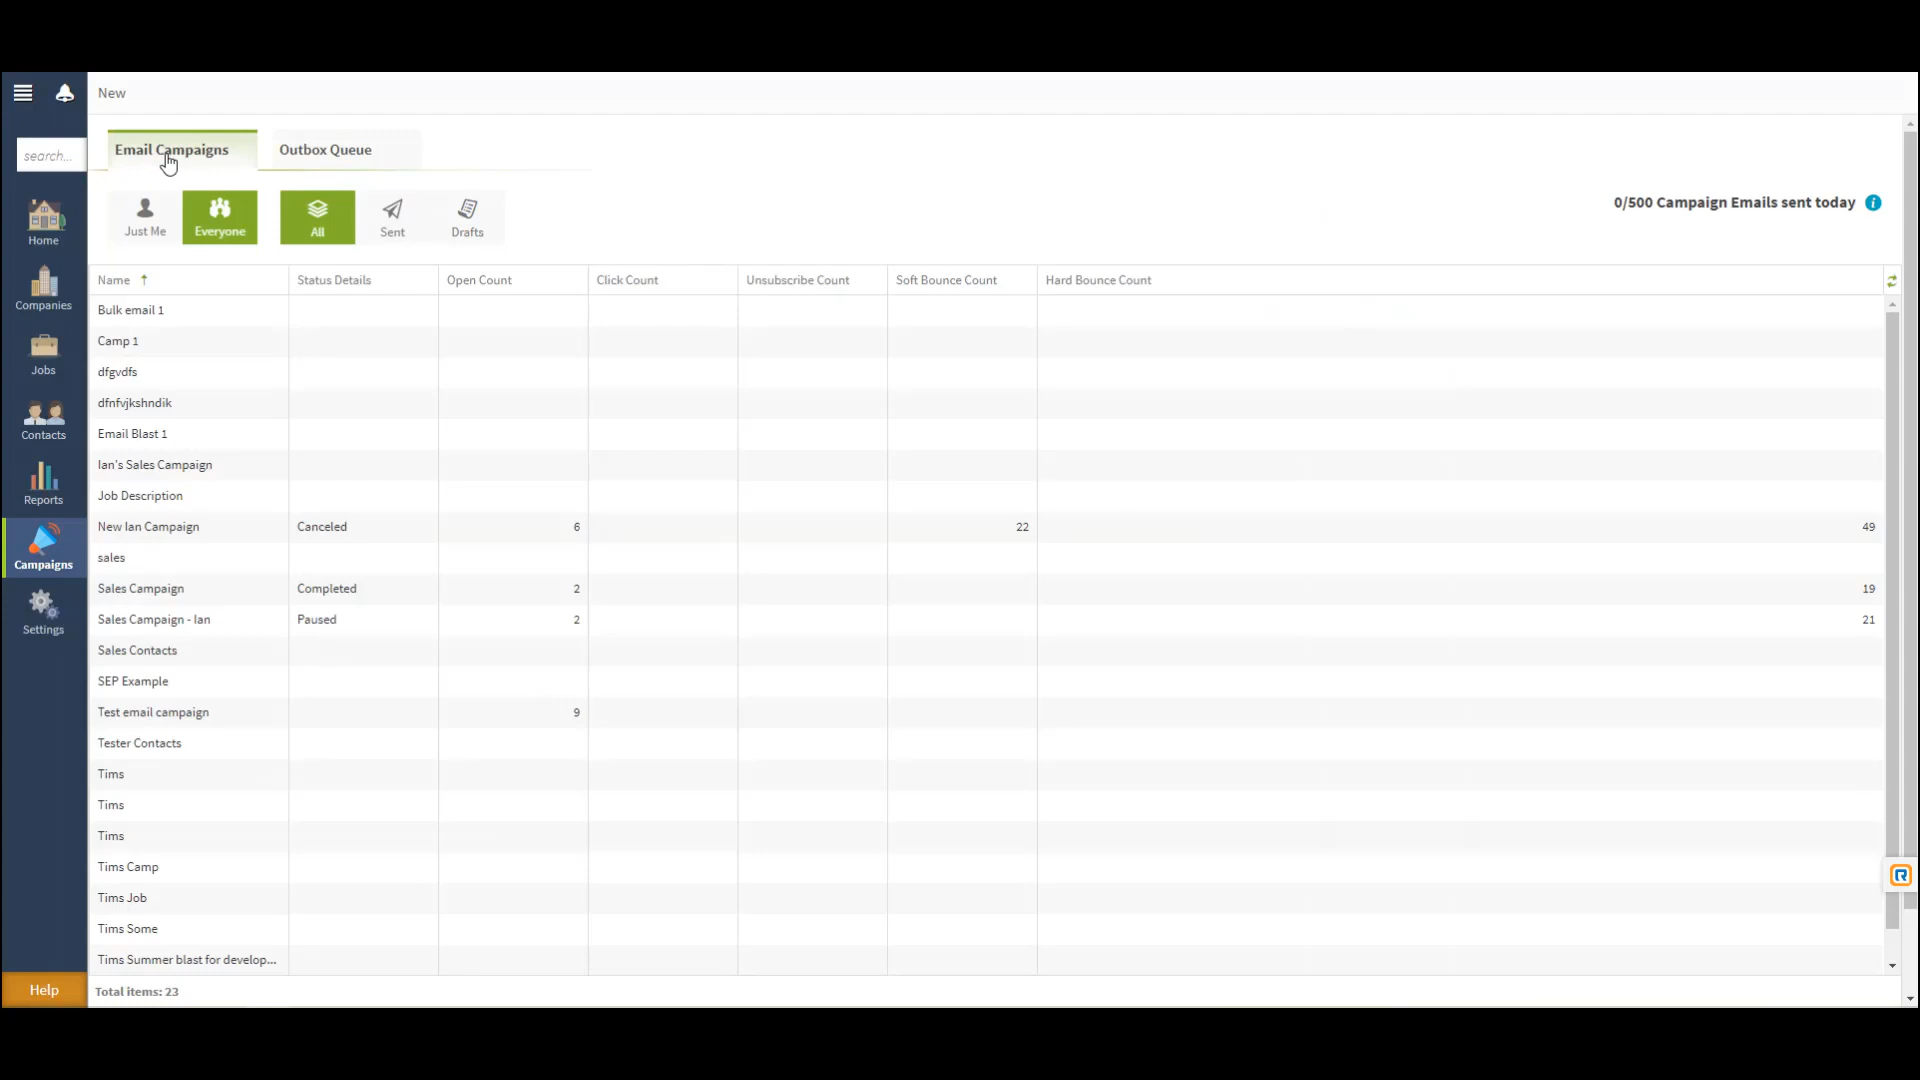 New
search...
Email Campaigns
Outbox Queue
Just Me
Everyone
All
Sent
Drafts
0/500 Campaign Emails sent today
Home
Companies
Jobs
Contacts
Reports
Campaigns
Settings
Help
Name Status Details Open Count Click Count Unsubscribe Count Soft Bounce Count Hard Bounce Count
Bulk email 1
Camp 1
dfgvdfs
dfnfvjkshndik
Email Blast 1
Ian's Sales Campaign
Job Description
New Ian Campaign Canceled 6 22 49
sales
Sales Campaign Completed 2 19
Sales Campaign - Ian Paused 2 21
Sales Contacts
SEP Example
Test email campaign 9
Tester Contacts
Tims
Tims
Tims
Tims Camp
Tims Job
Tims Some
Tims Summer blast for develop...
Total items: 23